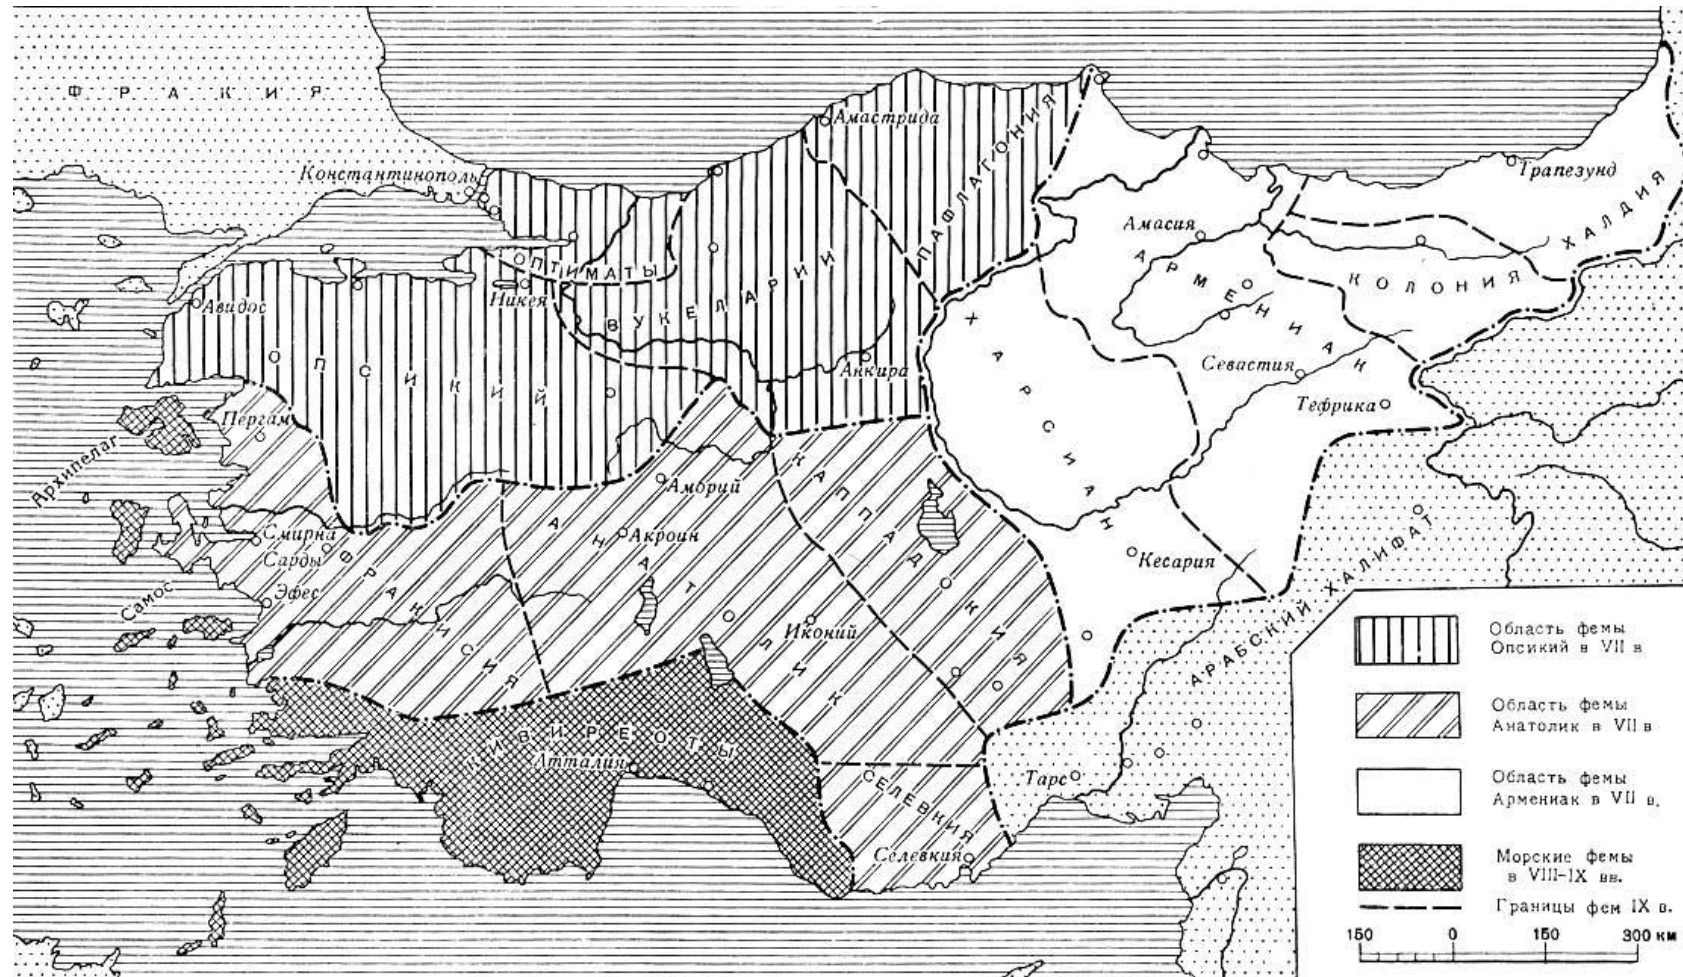 ФРАКИЯ
Константинополь
Амастрида
ПАФЛАГОНИЯ
Трапезунд
ХАЛДИЯ
Амасия
АРМЕНИАК
КОЛОНИЯ
ОПТИМАТЫ
Никея
ВУКЕЛАРИИ
Авидос
ОПСИКИЙ
Анкира
ХАРСИАН
Севастия
Тефрика
Пергам
Архипелаг
Аморий
Акроин
АНАТОЛИК
КАППАДОКИЯ
Смирна
Сарды
ФРАКИСИЯ
Эфес
Самос
Иконий
Кесария
АРАБСКИЙ ХАЛИФАТ
КИВИРЕОТЫ
Атталия
СЕЛЕВКИЯ
Селевкия
Тарс
Область фемы
Опсикий в VII в
Область фемы
Анатолик в VII в
Область фемы
Армениак в VII в.
Морские фемы
в VIII-IX вв.
Границы фем IX в.
150 0 150 300 км